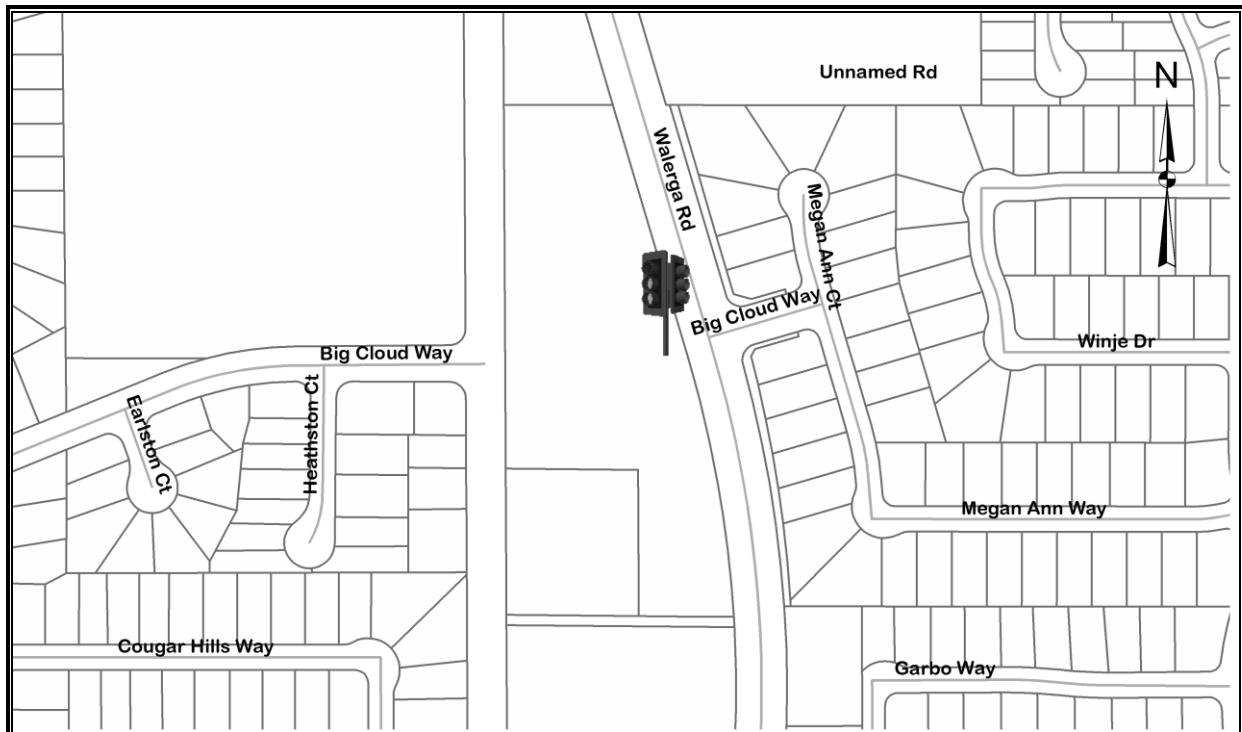 Unnamed Rd
N
Walerga Rd
Megan Ann Ct
Big Cloud Way
Winje Dr
Big Cloud Way
Earlston Ct
Heathston Ct
Megan Ann Way
Cougar Hills Way
Garbo Way